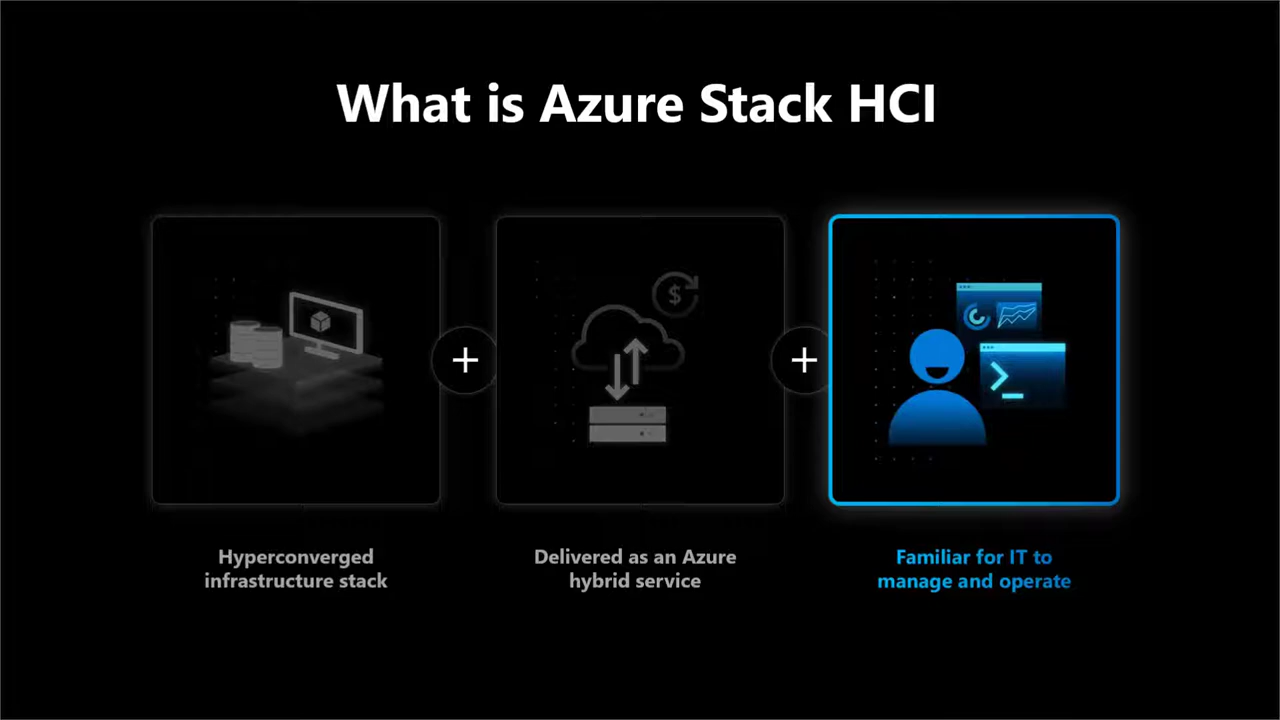 What is Azure Stack HCI
Hyperconverged
infrastructure stack
Delivered as an Azure
hybrid service
Familiar for IT to
manage and operate